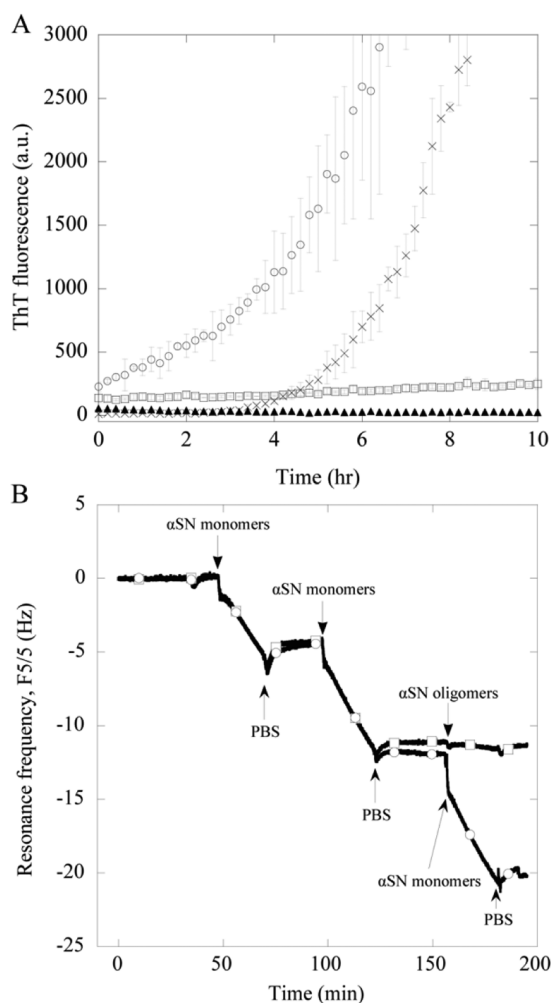 A
3000
2500
2000
1500
1000
500
0
ThT fluorescence (a.u.)
0 2 4 6 8 10
Time (hr)
B
5
0
-5
-10
-15
-20
-25
Resonance frequency, F5/5 (Hz)
αSN monomers
αSN monomers
αSN oligomers
PBS
PBS
αSN monomers
PBS
0 50 100 150 200
Time (min)